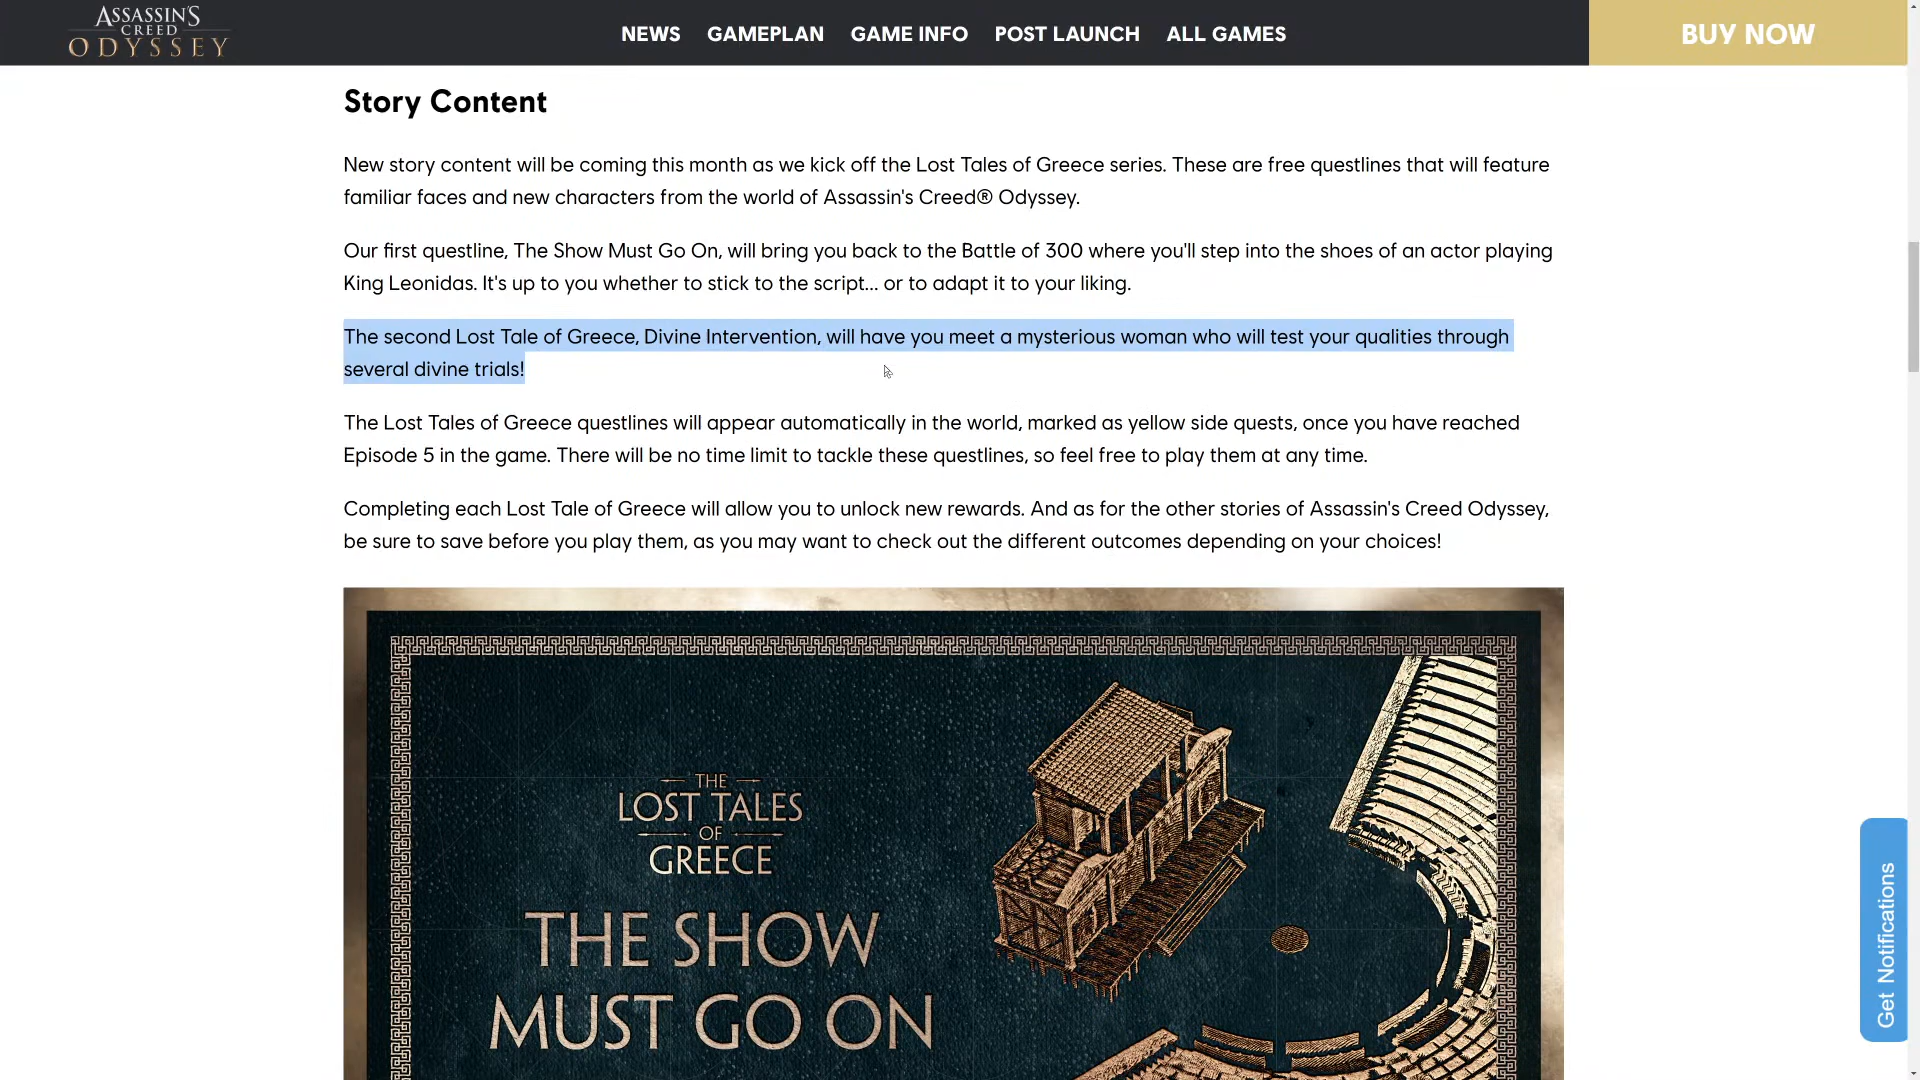 ASSASSIN'S
CREED
ODYSSEY
NEWS GAMEPLAN GAME INFO POST LAUNCH ALL GAMES
BUY NOW
Story Content
New story content will be coming this month as we kick off the Lost Tales of Greece series. These are free questlines that will feature
familiar faces and new characters from the world of Assassin's Creed® Odyssey.
Our first questline, The Show Must Go On, will bring you back to the Battle of 300 where you'll step into the shoes of an actor playing
King Leonidas. It's up to you whether to stick to the script... or to adapt it to your liking.
The second Lost Tale of Greece, Divine Intervention, will have you meet a mysterious woman who will test your qualities through
several divine trials!
The Lost Tales of Greece questlines will appear automatically in the world, marked as yellow side quests, once you have reached
Episode 5 in the game. There will be no time limit to tackle these questlines, so feel free to play them at any time.
Completing each Lost Tale of Greece will allow you to unlock new rewards. And as for the other stories of Assassin's Creed Odyssey,
be sure to save before you play them, as you may want to check out the different outcomes depending on your choices!
THE
LOST TALES
OF
GREECE
THE SHOW
MUST GO ON
Get Notifications